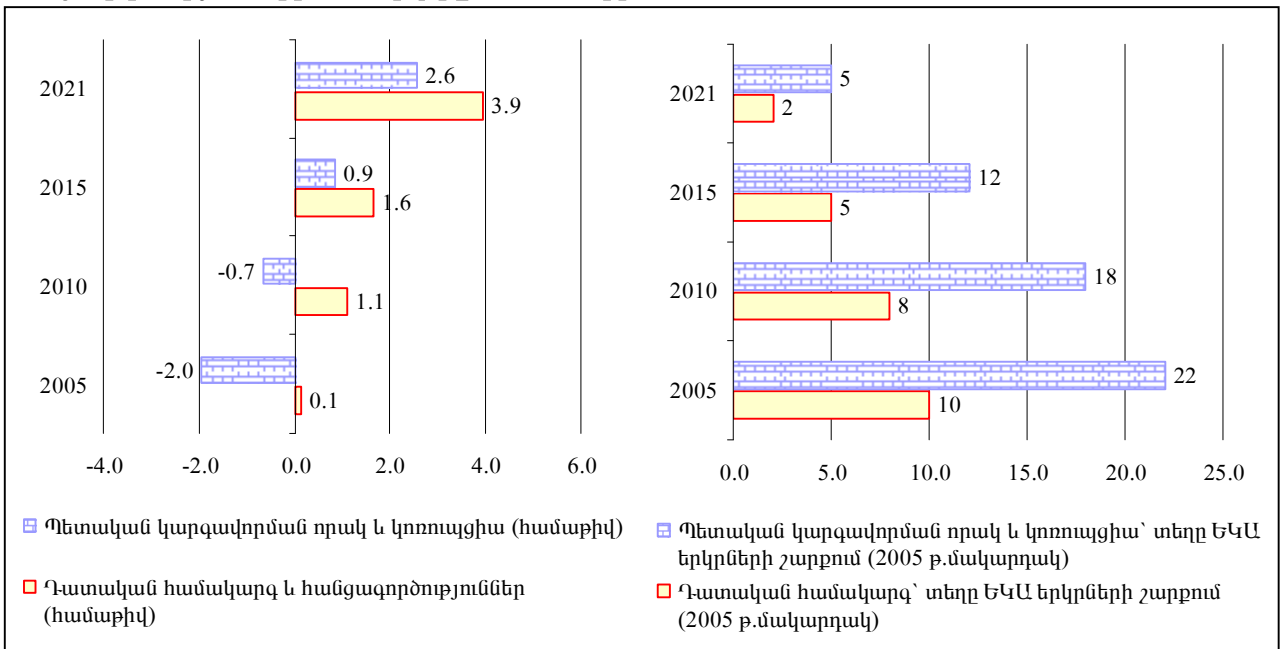 2021
2.6
3.9
2015
0.9
1.6
2010
-0.7
1.1
2005
-2.0
0.1
-4.0 -2.0 0.0 2.0 4.0 6.0
Պետական կարգավորման որակ և կոռուպցիա (համաթիվ)
Դատական համակարգ և հանցագործություններ
(համաթիվ)
2021
5
2
2015
12
5
2010
18
8
2005
22
10
0.0 5.0 10.0 15.0 20.0 25.0
Պետական կարգավորման որակ և կոռուպցիա՝ տեղը ԵԿԱ
երկրների շարքում (2005 թ.մակարդակ)
Դատական համակարգ՝ տեղը ԵԿԱ երկրների շարքում
(2005 թ.մակարդակ)